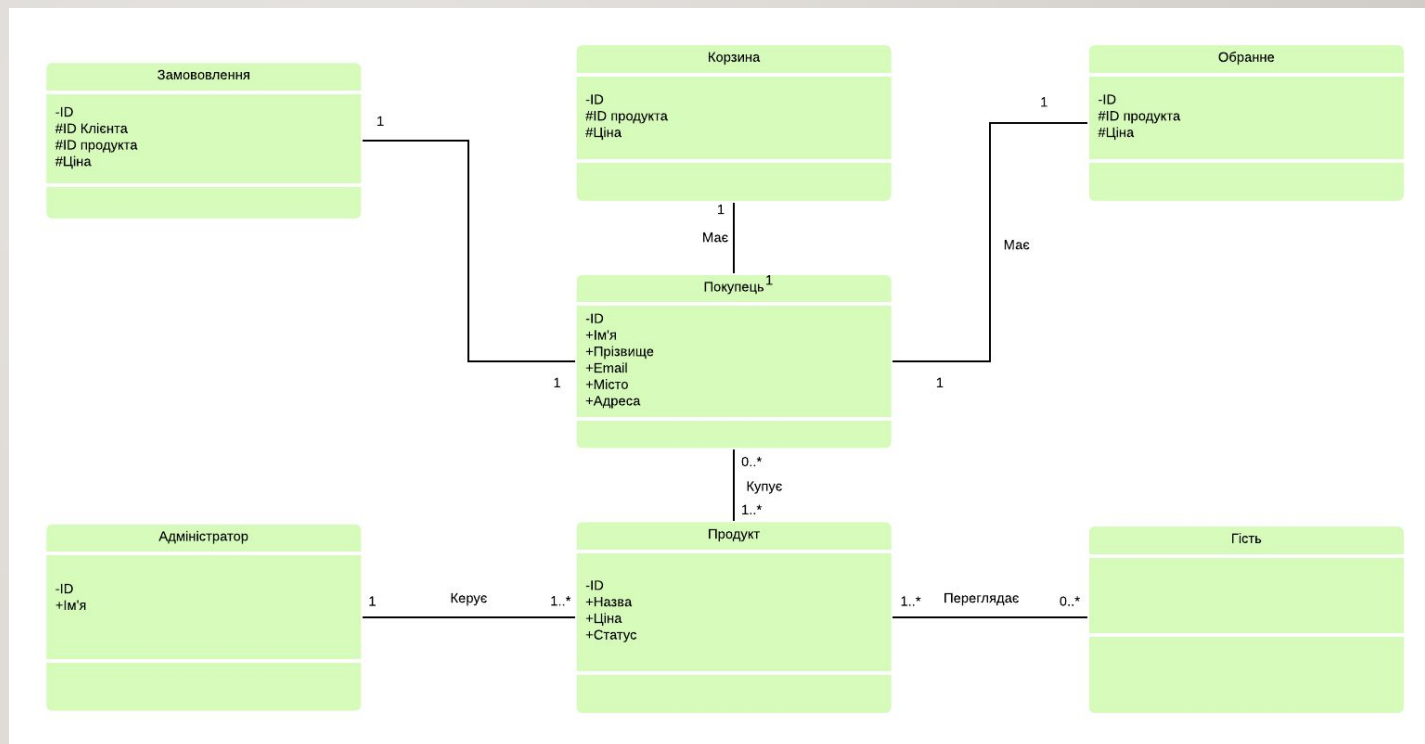 Замововлення
-ID
#ID Клієнта
#ID продукта
#Ціна
1
Корзина
-ID
#ID продукта
#Ціна
1
Має
Обранне
-ID
#ID продукта
#Ціна
1
Має
Покупець
1
-ID
+Ім'я
+Прізвище
+Email
+Місто
+Адреса
1
1
0..*
Купує
1..*
Адміністратор
-ID
+Ім'я
1
Керує
1..*
Продукт
-ID
+Назва
+Ціна
+Статус
1..*
Переглядає
0..*
Гість